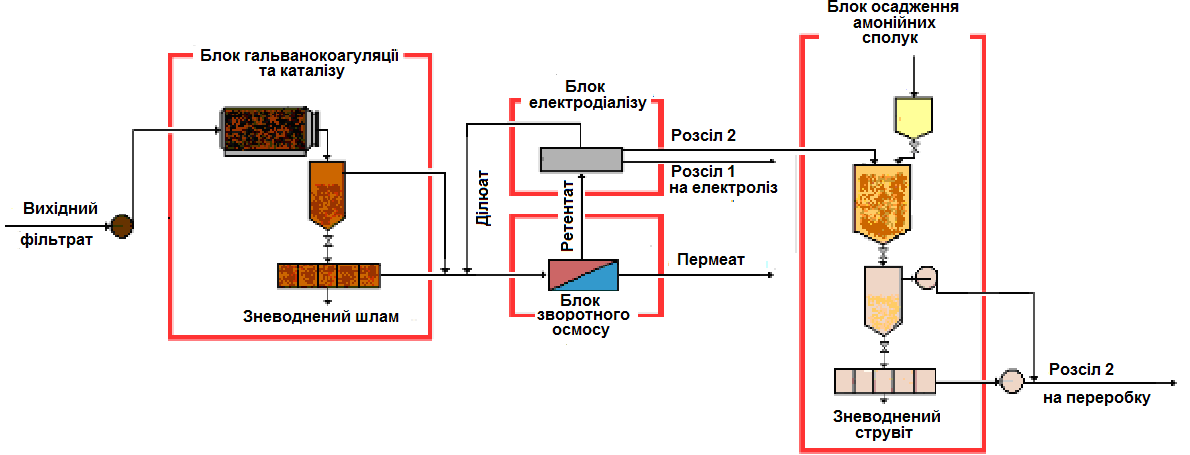 Блок гальванокоагуляції
та каталізу
Вихідний
фільтрат
Зневоднений шлам
Блок
електродіалізу
Ділюат
Ретентат
Розсіл 2
Розсіл 1
на електроліз
Пермеат
Блок
зворотного
осмосу
Блок осадження
амонійних
сполук
Зневоднений
струвіт
Розсіл 2
на переробку